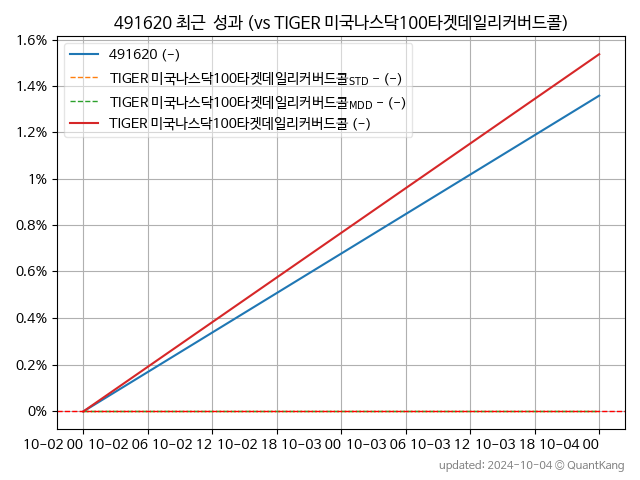 491620 최근 성과 (vs TIGER 미국나스닥100타겟데일리커버드콜)
491620 (-)
TIGER 미국나스닥100타겟데일리커버드콜STD - (-)
TIGER 미국나스닥100타겟데일리커버드콜MDD - (-)
TIGER 미국나스닥100타겟데일리커버드콜 (-)
1.6%
1.4%
1.2%
1%
0.8%
0.6%
0.4%
0.2%
0%
10-02 00 10-02 06 10-02 12 10-02 18 10-03 00 10-03 06 10-03 12 10-03 18 10-04 00
updated: 2024-10-04 © QuantKang